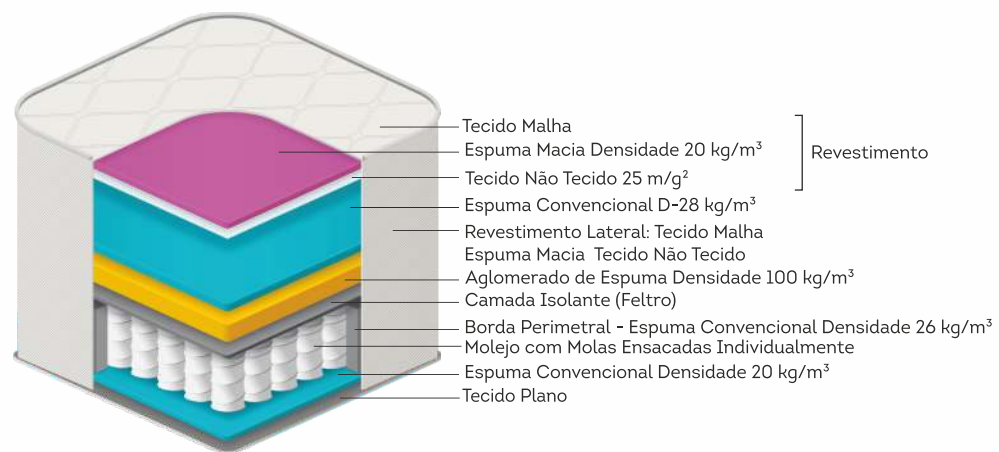 Tecido Malha
Espuma Macia Densidade 20 kg/m³
Revestimento
Tecido Não Tecido 25 m/g²
Espuma Convencional D-28 kg/m³
Revestimento Lateral: Tecido Malha
Espuma Macia Tecido Não Tecido
Aglomerado de Espuma Densidade 100 kg/m³
Camada Isolante (Feltro)
Borda Perimetral - Espuma Convencional Densidade 26 kg/m³
Molejo com Molas Ensacadas Individualmente
Espuma Convencional Densidade 20 kg/m³
Tecido Plano